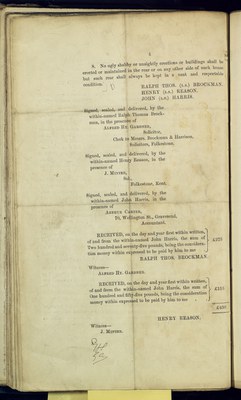 9. No ugly shabby or unsightly erections or buildings shall be
erected or maintained in the rear or on any other side of such house
but such rear shall always be kept in a neat and respectable
condition.
RALPH THOR. (L.S.) BROCKMAN.
HENRY (L.S.) REASON.
JOHN (L.S.) HARRIS.
Signed, sealed, and delivered, by the
within-named Ralph Thomas Brock-
man, in the presence of
ALFRED HY. GARDNER,
Solicitor,
Clerk to Messrs. Brockman & Harrison,
Solicitors, Folkestone.
Signed, sealed, and delivered, by the
within-named Henry Reason, in the
presence of
J. MINTER,
Sol.,
Folkestone, Kent.
Signed, sealed, and delivered, by the
within-named John Harris, in the
presence of
CARTER,
Wellington St., Gravesend,
Accountant.
RECEIVED, on the day and year first within written,
of and from the within-named John Harris, the sum of
Two hundred and seventy-five pounds, being the considera-
tion money within expressed to be paid by him to me
£275
RALPH THOR. BROCKMAN.
Witness—
ALFRED HY. GARDNER.
RECEIVED, on the day and year first within written,
of and from the within-named John Harris, the sum of
One hundred and fifty-five pounds, being the consideration
money within expressed to be paid by him to me
£155
HENRY REASON.
Witness—
J. MINTER.